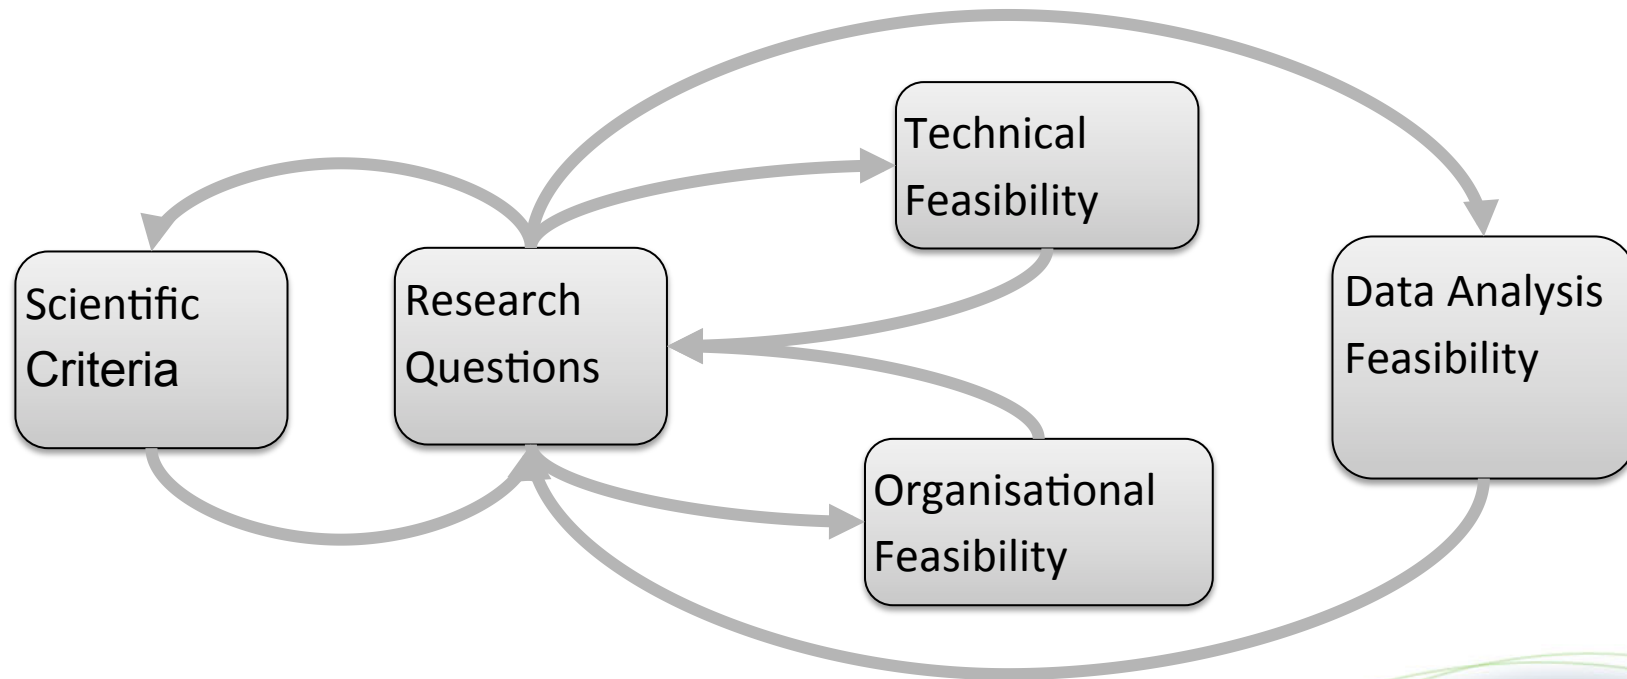 Scientific
Criteria
Research
Questions
Technical
Feasibility
Organisational
Feasibility
Data Analysis
Feasibility